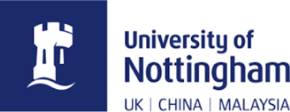 University of
Nottingham
UK | CHINA | MALAYSIA